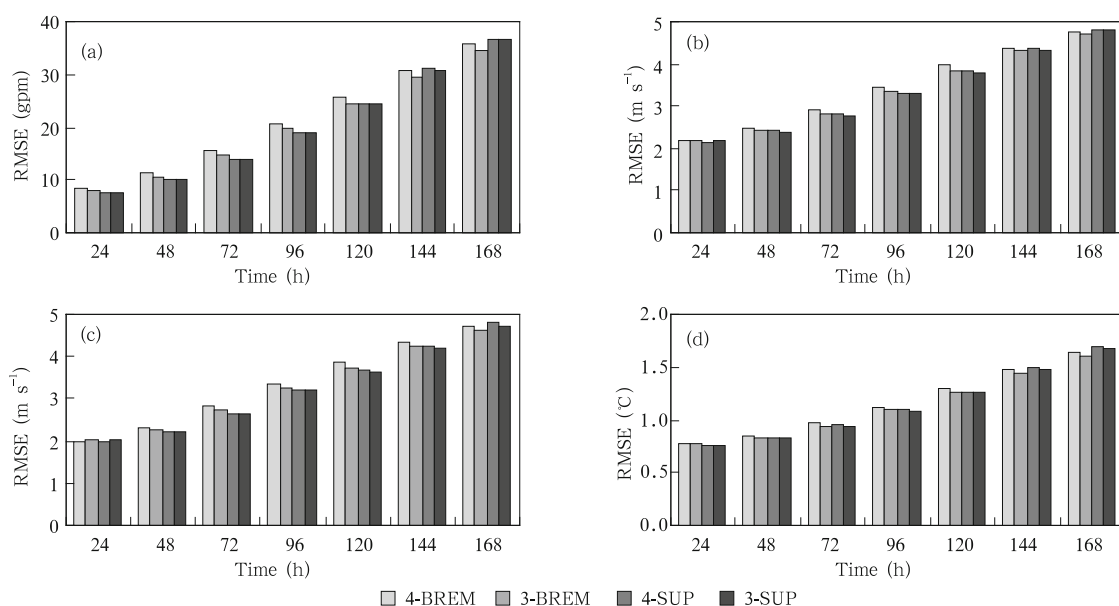 (a)
RMSE (gpm)
40
30
20
10
0
24 48 72 96 120 144 168
Time (h)
(b)
RMSE (m s⁻¹)
5
4
3
2
1
0
24 48 72 96 120 144 168
Time (h)
(c)
RMSE (m s⁻¹)
5
4
3
2
1
0
24 48 72 96 120 144 168
Time (h)
(d)
RMSE (℃)
2.0
1.5
1.0
0.5
0.0
24 48 72 96 120 144 168
Time (h)
4-BREM 3-BREM 4-SUP 3-SUP